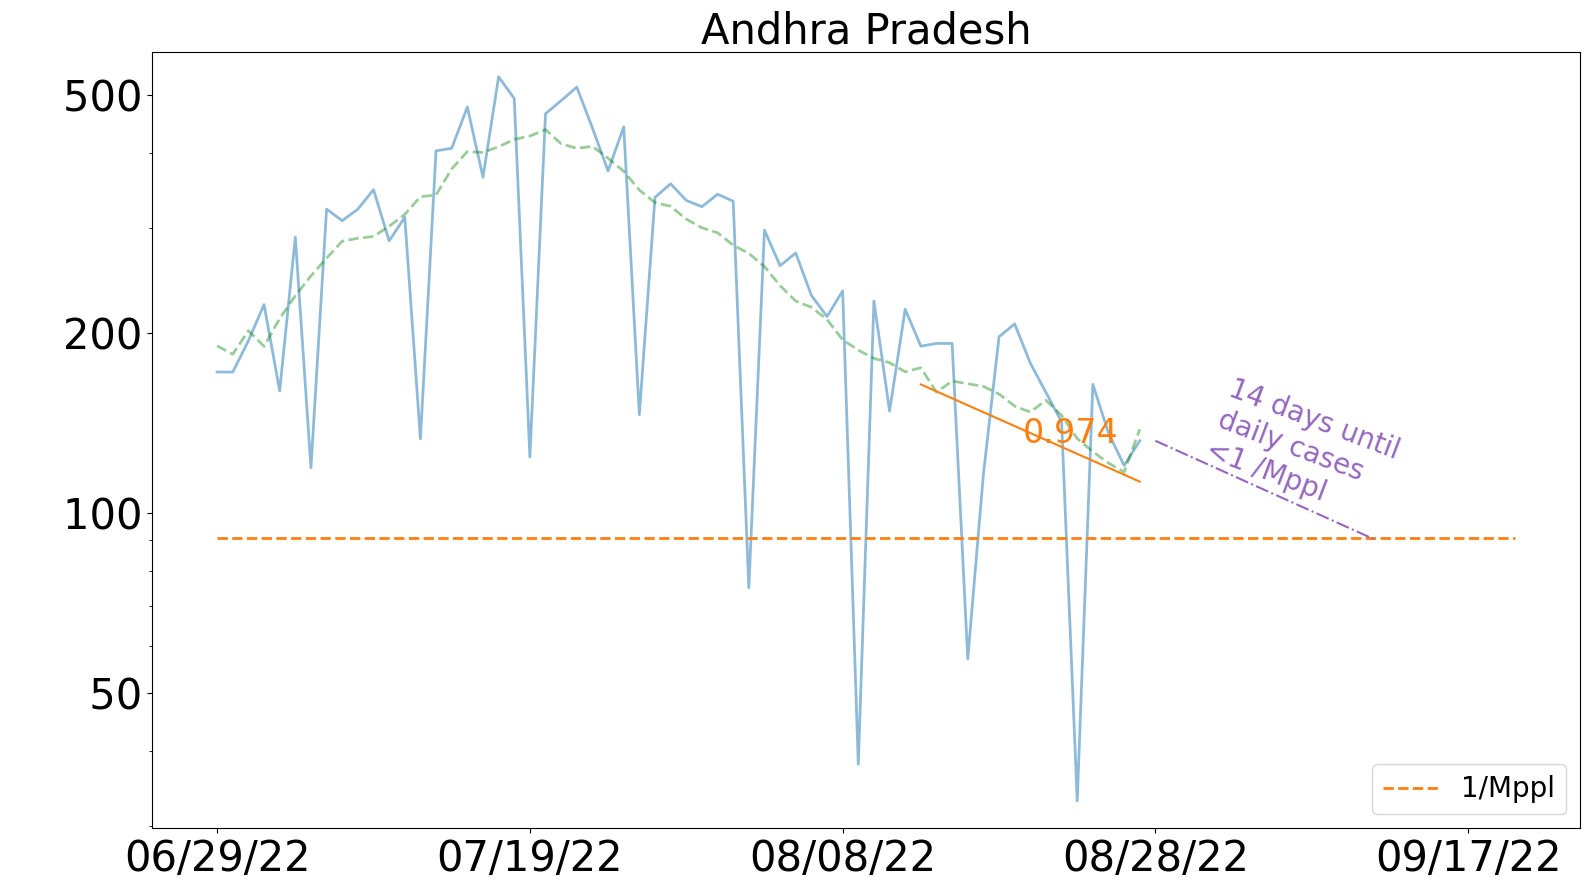 Andhra Pradesh
500
200
100
50
0.974
14 days until
daily cases
<1 /Mppl
1/Mppl
06/29/22
07/19/22
08/08/22
08/28/22
09/17/22